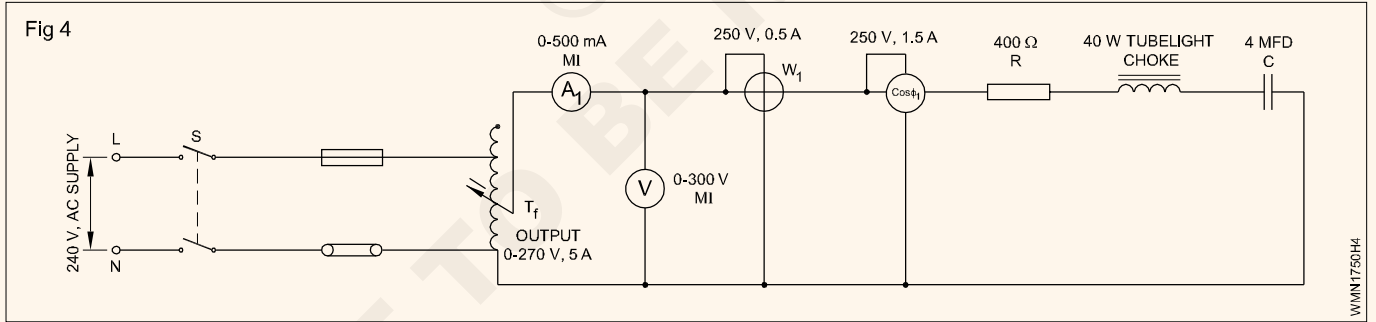 Fig 4
0-500 mA
MI
A1
250 V, 0.5 A
W1
250 V, 1.5 A
Cosϕ1
400 Ω
R
40 W TUBELIGHT
CHOKE
4 MFD
C
L
S
240 V, AC SUPPLY
N
Tf
OUTPUT
0-270 V, 5 A
V
0-300 V
MI
WMN1750H4